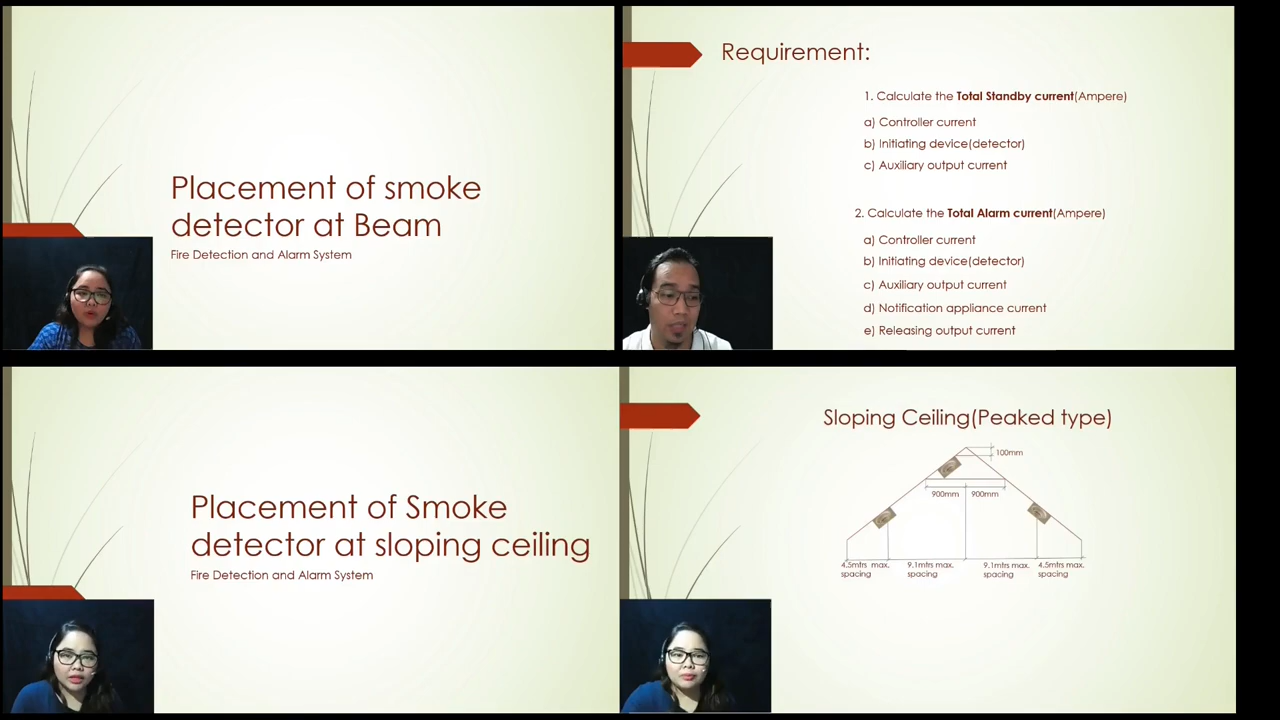 Placement of smoke
detector at Beam
Fire Detection and Alarm System
Requirement:
1. Calculate the Total Standby current(Ampere)
a) Controller current
b) Initiating device(detector)
c) Auxiliary output current
2. Calculate the Total Alarm current(Ampere)
a) Controller current
b) Initiating device(detector)
c) Auxiliary output current
d) Notification appliance current
e) Releasing output current
Placement of Smoke
detector at sloping ceiling
Fire Detection and Alarm System
Sloping Ceiling(Peaked type)
100mm
900mm 900mm
4.5mtrs max. 9.1mtrs max. 9.1mtrs max. 4.5mtrs max.
spacing spacing spacing spacing